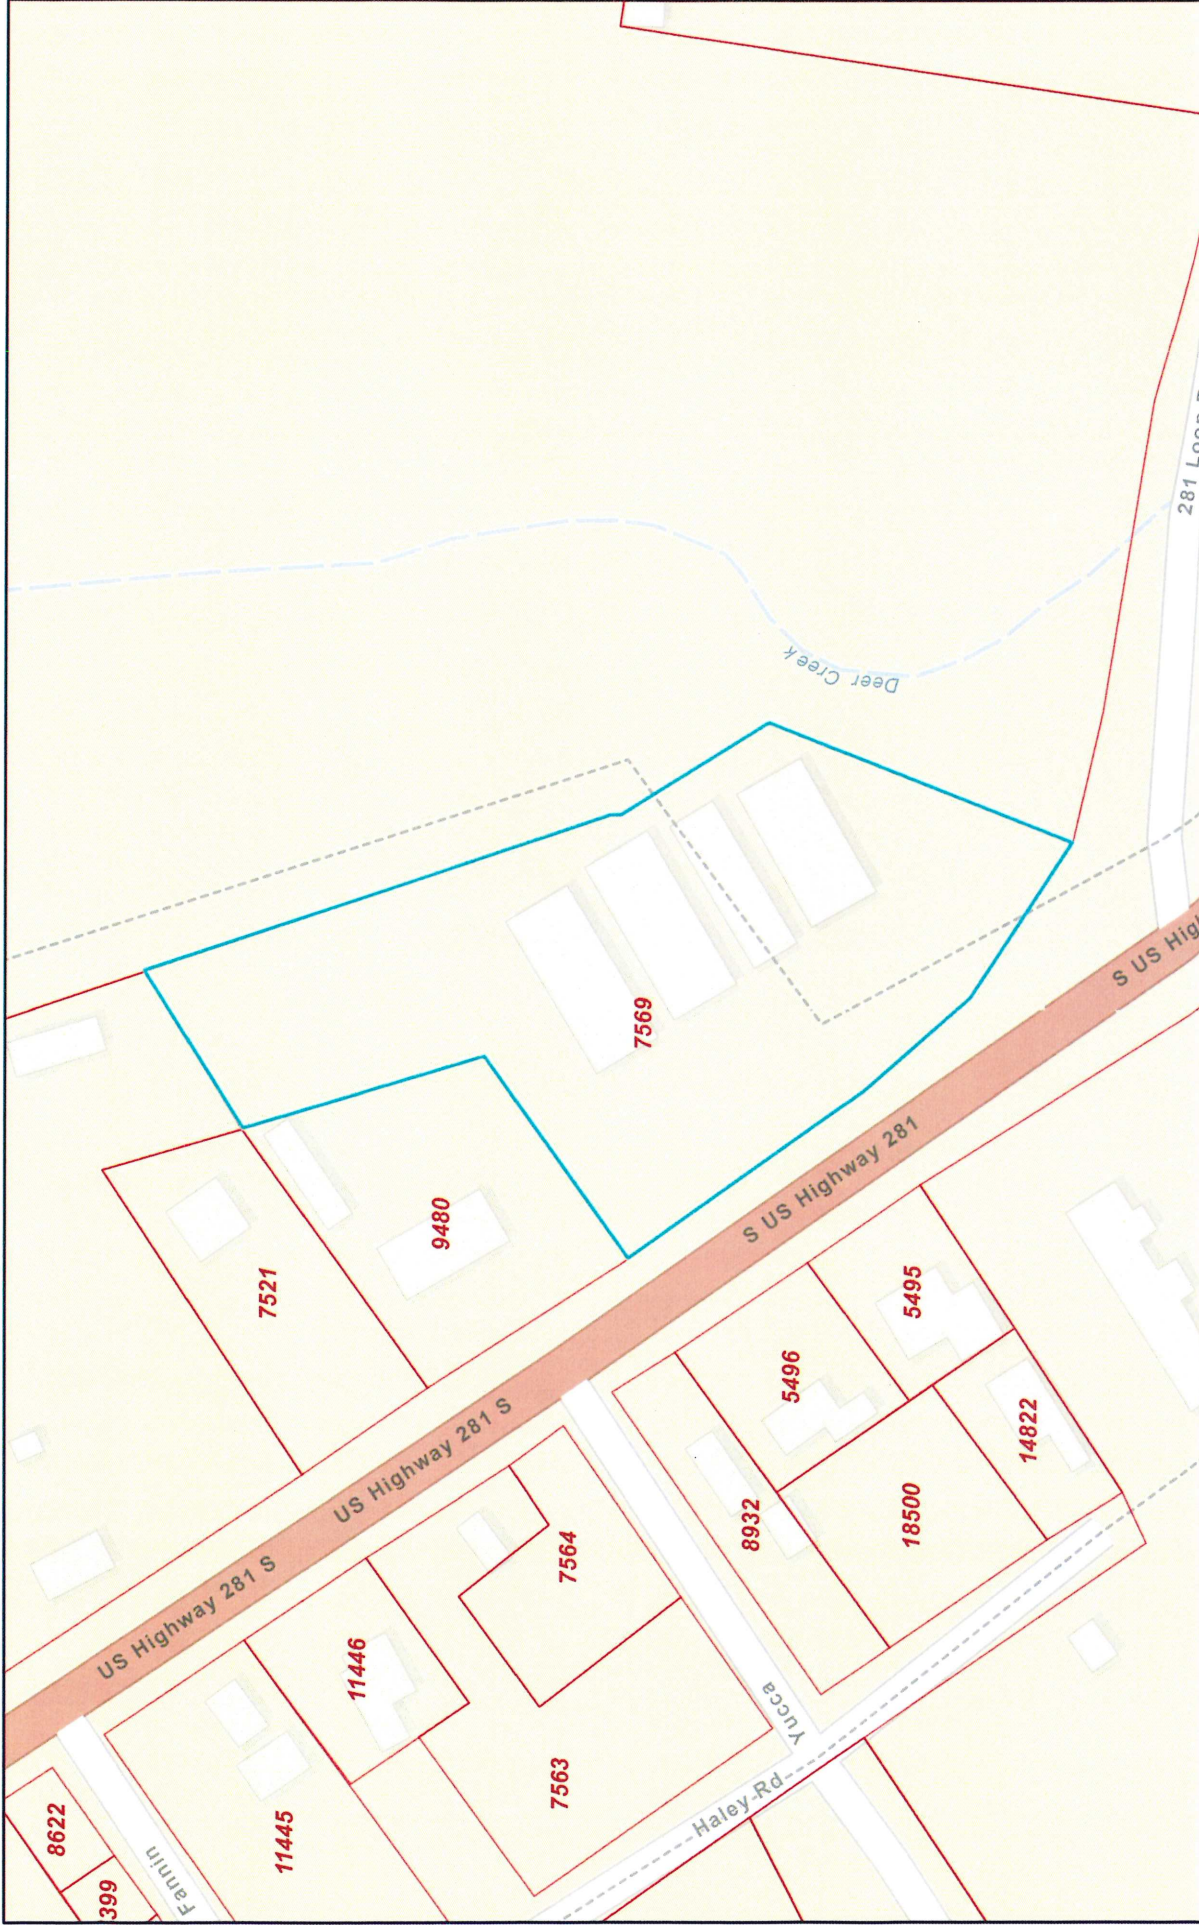 Deer Creek
281 Loop
S US High
7569
S US Highway 281
9480
7521
5495
5496
14822
18500
8932
US Highway 281 S
7564
US Highway 281 S
11446
7563
Yucca
Haley Rd
11445
Fannin
8622
399